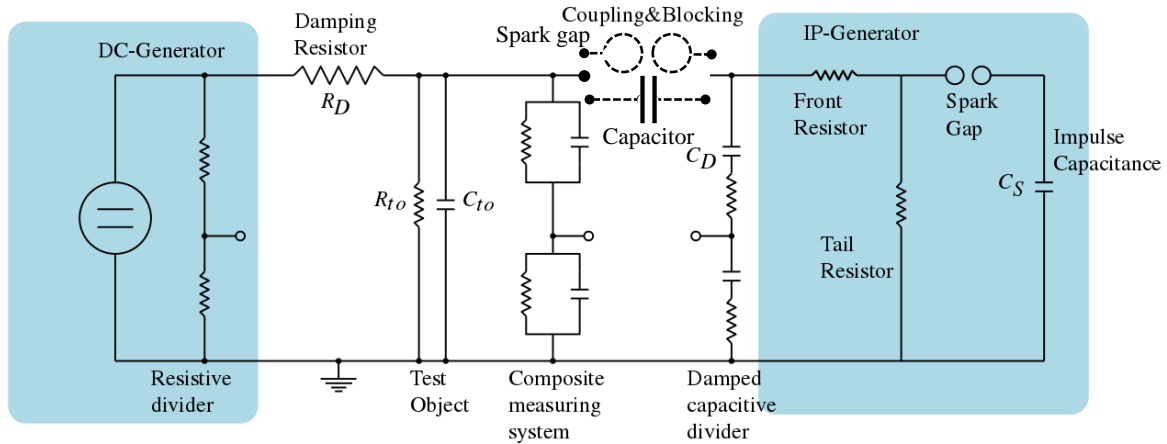 DC-Generator
Damping
Resistor
R_D
Spark gap
Coupling&Blocking
Capacitor
IP-Generator
Front
Resistor
Spark
Gap
Impulse
Capacitance
C_D
C_S
R_to
C_to
Tail
Resistor
Resistive
divider
Test
Object
Composite
measuring
system
Damped
capacitive
divider